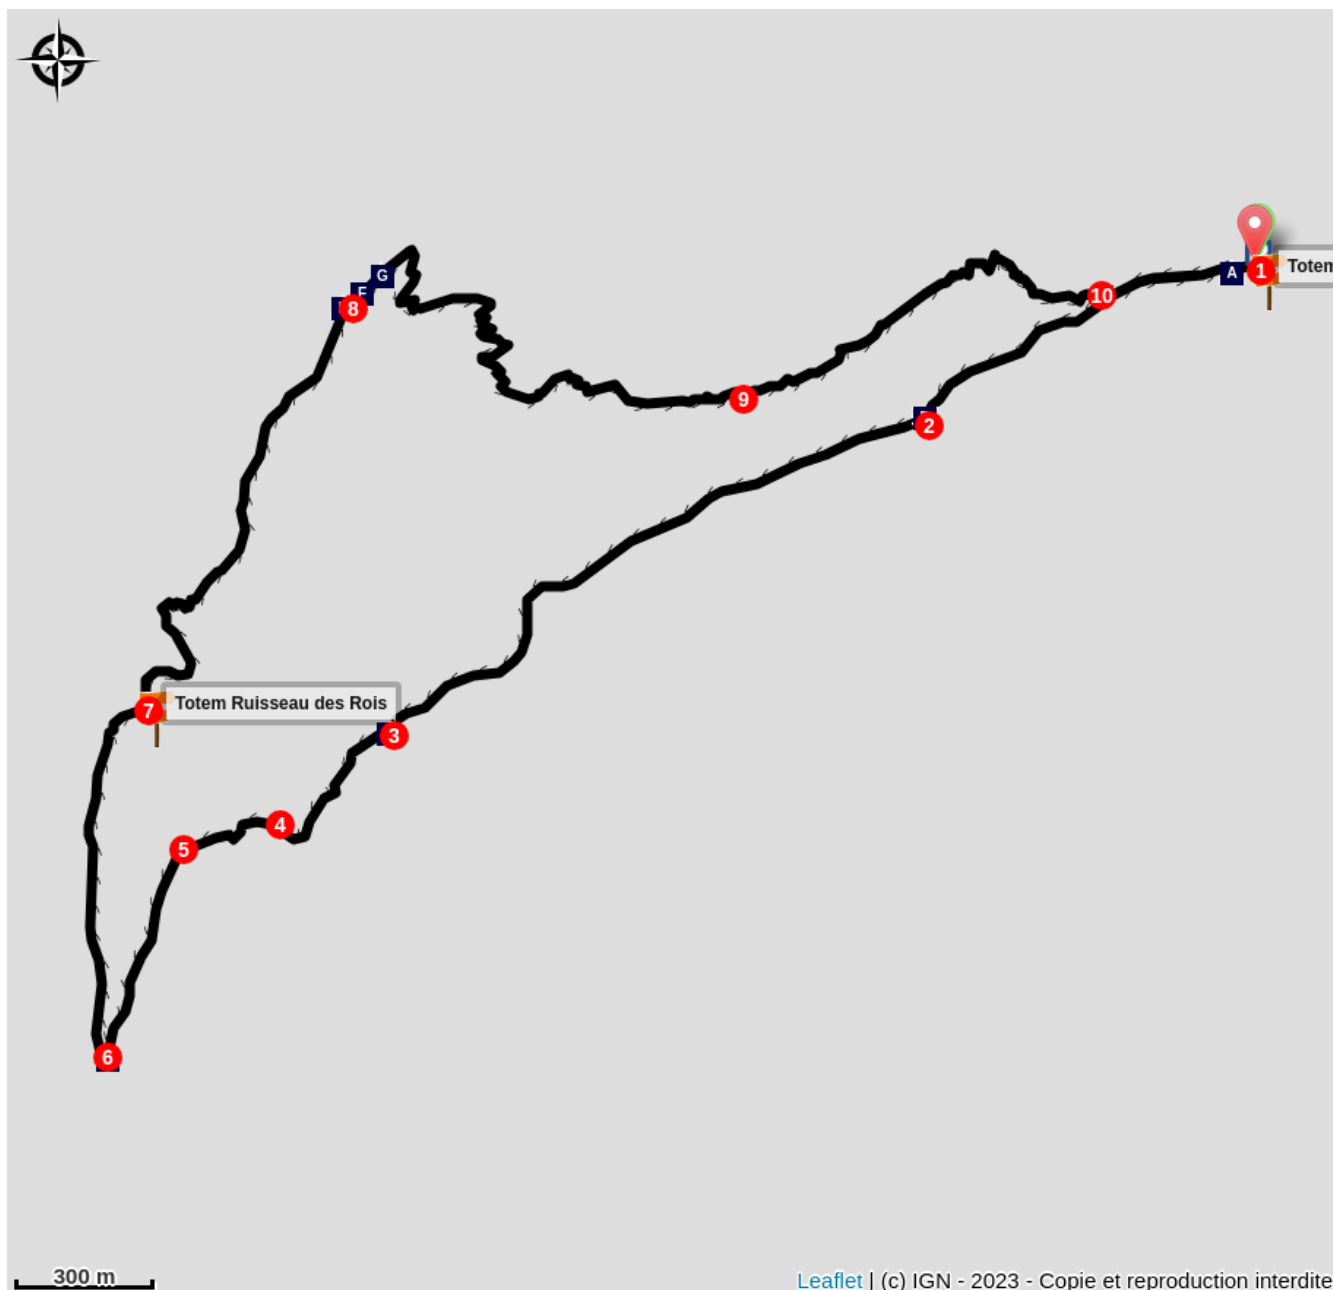 G
F
8
A
1
Totem
10
9
2
Totem Ruisseau des Rois
7
3
4
5
6
300 m
Leaflet | (c) IGN - 2023 - Copie et reproduction interdite